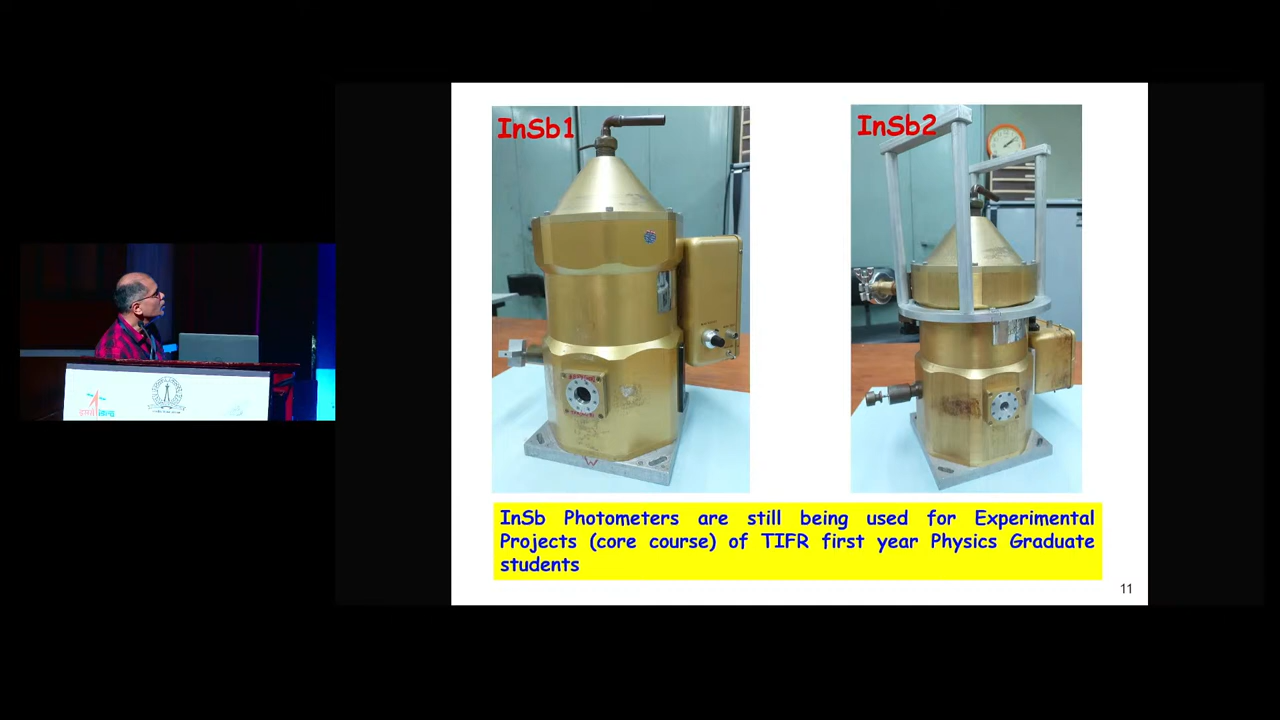 InSb1
InSb2
InSb Photometers are still being used for Experimental
Projects (core course) of TIFR first year Physics Graduate
students
11